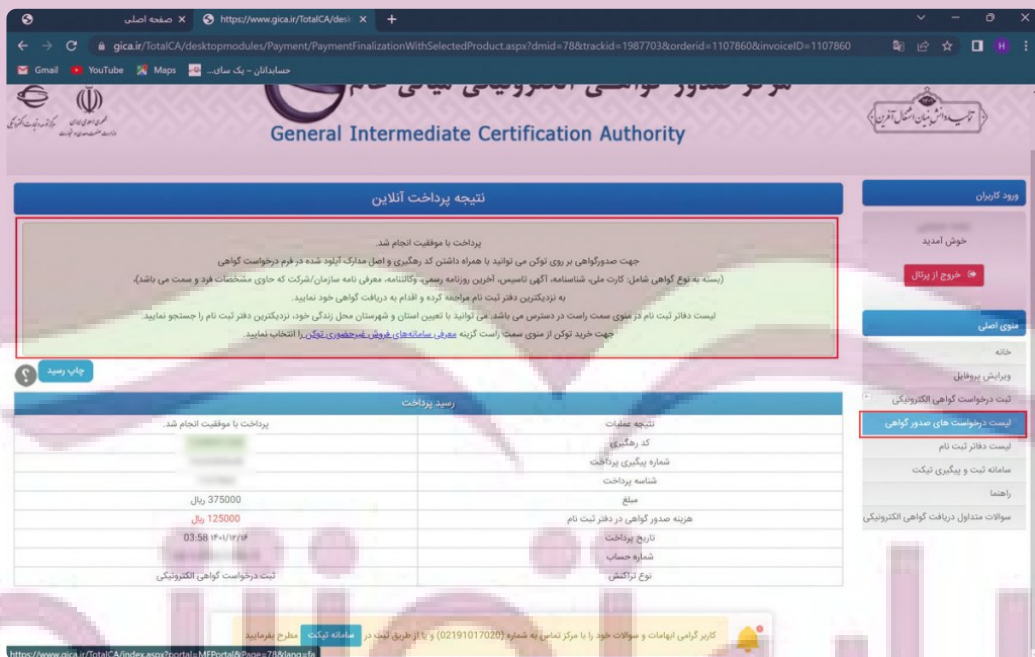 صفحه اصلی
https://www.gica.ir/TotalCA/desk
gica.ir/TotalCA/desktopmodules/Payment/PaymentFinalizationWithSelectedProduct.aspx?dmid=78&trackid=1987703&orderid=1107860&invoiceID=1107860
Gmail
YouTube
Maps
حسابدانان – یک سای...
مرکز صدور گواهی الکترونیکی میانی عام
General Intermediate Certification Authority
ورود کاربران
خوش آمدید
خروج از پرتال
منوی اصلی
خانه
ویرایش پروفایل
ثبت درخواست گواهی الکترونیکی
لیست درخواست های صدور گواهی
لیست دفاتر ثبت نام
سامانه ثبت و پیگیری تیکت
راهنما
سوالات متداول دریافت گواهی الکترونیکی
نتیجه پرداخت آنلاین
پرداخت با موفقیت انجام شد.
جهت صدورگواهی بر روی توکن می توانید با همراه داشتن کد رهگیری و اصل مدارک آپلود شده در فرم درخواست گواهی
(بسته به نوع گواهی شامل: کارت ملی، شناسنامه، آگهی تاسیس، آخرین روزنامه رسمی، وکالتنامه، معرفی نامه سازمان/شرکت که حاوی مشخصات فرد و سمت می باشد)،
به نزدیکترین دفتر ثبت نام مراجعه کرده و اقدام به دریافت گواهی خود نمایید.
لیست دفاتر ثبت نام در منوی سمت راست در دسترس می باشد. می توانید با تعیین استان و شهرستان محل زندگی خود، نزدیکترین دفتر ثبت نام را جستجو نمایید.
جهت خرید توکن از منوی سمت راست گزینه معرفی سامانه‌های فروش غیرحضوری توکن را انتخاب نمایید.
چاپ رسید
رسید پرداخت
نتیجه عملیات پرداخت با موفقیت انجام شد.
کد رهگیری
شماره پیگیری پرداخت
شناسه پرداخت
مبلغ 375000 ریال
هزینه صدور گواهی در دفتر ثبت نام 125000 ریال
تاریخ پرداخت ۱۴۰۱/۱۲/۱۶ 03:58
شماره حساب
نوع تراکنش ثبت درخواست گواهی الکترونیکی
کاربر گرامی ابهامات و سوالات خود را با مرکز تماس به شماره (02191017020) و یا از طریق ثبت در سامانه تیکت مطرح بفرمایید
https://www.gica.ir/TotalCA/index.aspx?portal=MFPortal&Page=78&lang=fa